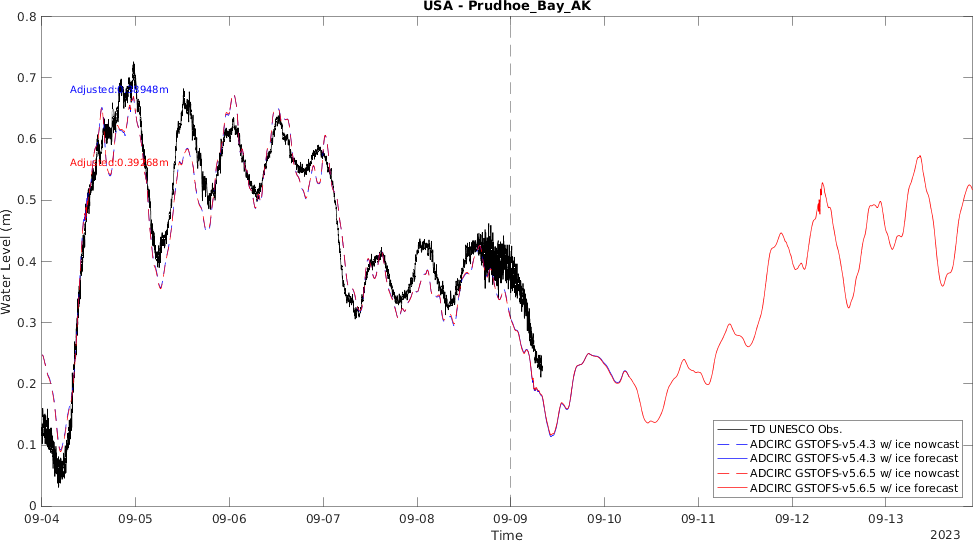 USA - Prudhoe_Bay_AK
0.8
0.7
0.6
0.5
0.4
0.3
0.2
0.1
0
Water Level (m)
Adjusted:0.38948m
Adjusted:0.39268m
TD UNESCO Obs.
ADCIRC GSTOFS-v5.4.3 w/ ice nowcast
ADCIRC GSTOFS-v5.4.3 w/ ice forecast
ADCIRC GSTOFS-v5.6.5 w/ ice nowcast
ADCIRC GSTOFS-v5.6.5 w/ ice forecast
09-04 09-05 09-06 09-07 09-08 09-09 09-10 09-11 09-12 09-13
Time
2023